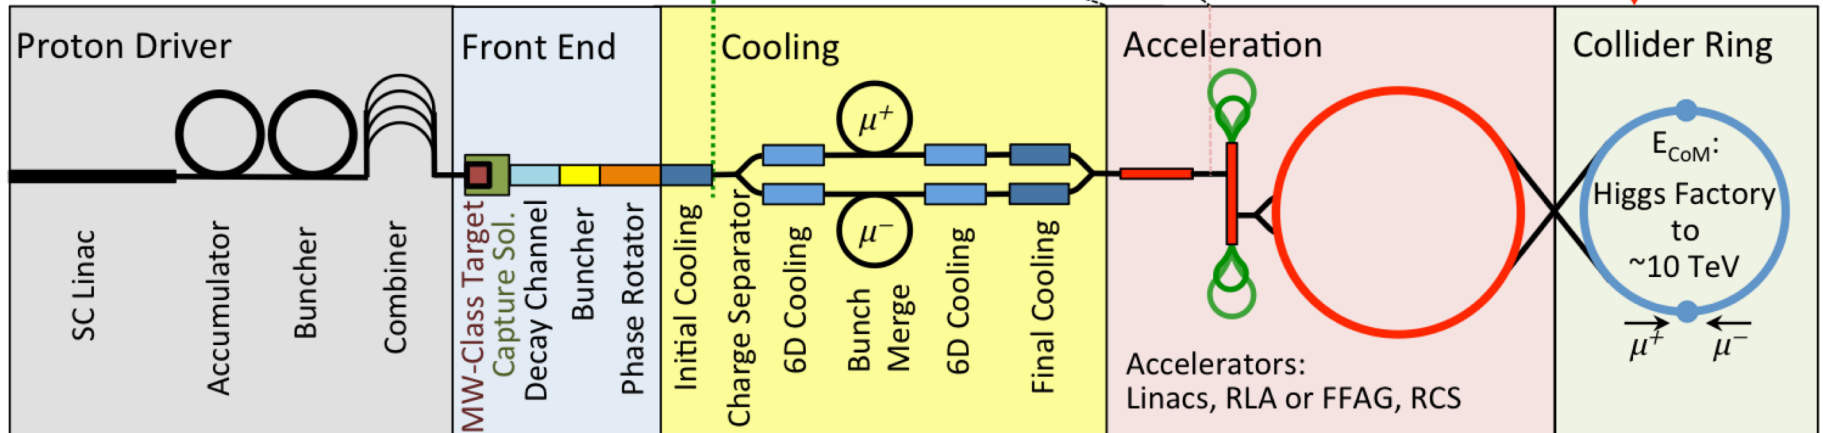 Proton Driver
SC Linac
Accumulator
Buncher
Combiner
Front End
MW-Class Target
Capture Sol.
Decay Channel
Buncher
Phase Rotator
Cooling
μ+
μ−
Initial Cooling
Charge Separator
6D Cooling
Bunch
Merge
6D Cooling
Final Cooling
Acceleration
Accelerators:
Linacs, RLA or FFAG, RCS
Collider Ring
ECoM:
Higgs Factory
to
~10 TeV
μ+ μ−